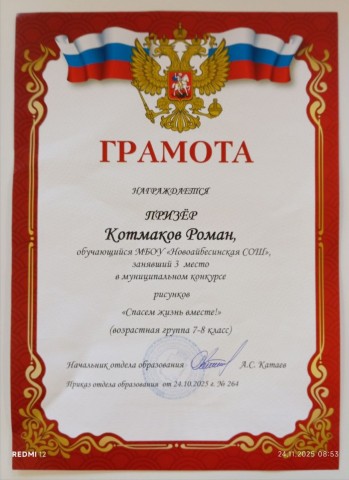 ГРАМОТА
НАГРАЖДАЕТСЯ
ПРИЗЁР
Котмаков Роман,
обучающийся МБОУ «Новоайбесинская СОШ»,
занявший 3 место
в муниципальном конкурсе
рисунков
«Спасем жизнь вместе!»
(возрастная группа 7-8 класс)
Начальник отдела образования А.С. Катаев
Приказ отдела образования от 24.10.2025 г. № 264
REDMI 12
24.11.2025 08:53